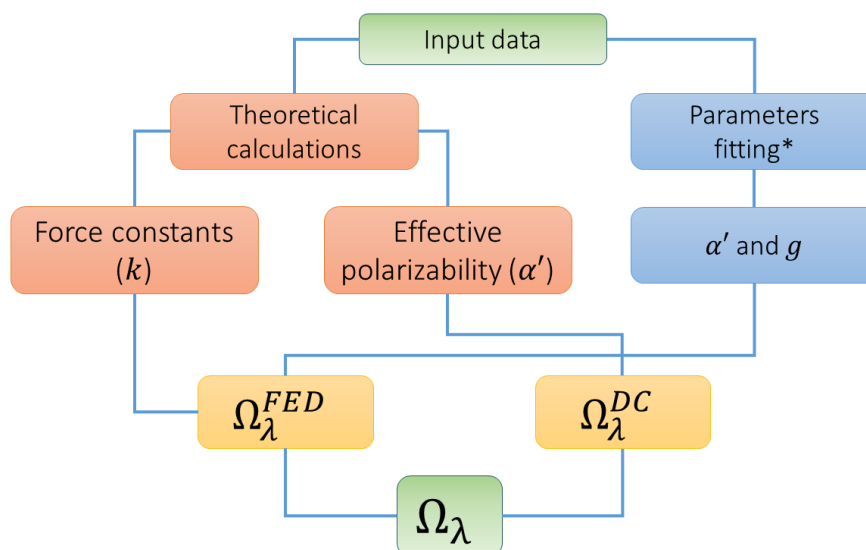 Input data
Theoretical
calculations
Parameters
fitting*
Force constants
(k)
Effective
polarizability (α′)
α′ and g
Ω_λ^FED
Ω_λ^DC
Ω_λ